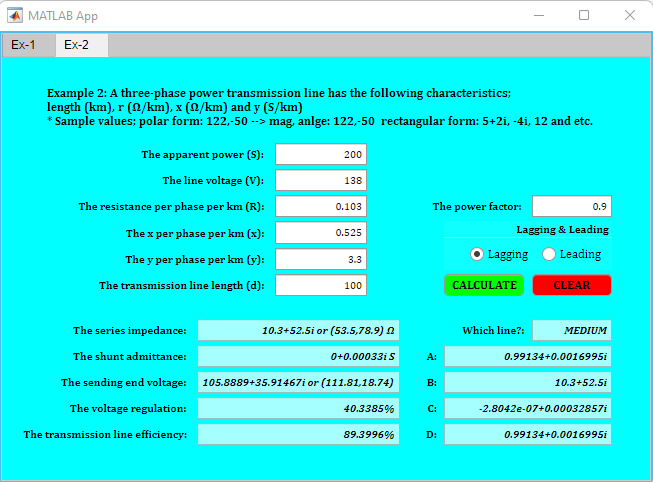 MATLAB App
Ex-1 Ex-2
Example 2: A three-phase power transmission line has the following characteristics;
length (km), r (Ω/km), x (Ω/km) and y (S/km)
* Sample values; polar form: 122,-50 --> mag, anlge: 122,-50 rectangular form: 5+2i, -4i, 12 and etc.
The apparent power (S): 200
The line voltage (V): 138
The resistance per phase per km (R): 0.103 The power factor: 0.9
The x per phase per km (x): 0.525 Lagging & Leading
The y per phase per km (y): 3.3 Lagging Leading
The transmission line length (d): 100 CALCULATE CLEAR
The series impedance: 10.3+52.5i or (53.5,78.9) Ω Which line?: MEDIUM
The shunt admittance: 0+0.00033i S A: 0.99134+0.0016995i
The sending end voltage: 105.8889+35.91467i or (111.81,18.74) B: 10.3+52.5i
The voltage regulation: 40.3385% C: -2.8042e-07+0.00032857i
The transmission line efficiency: 89.3996% D: 0.99134+0.0016995i